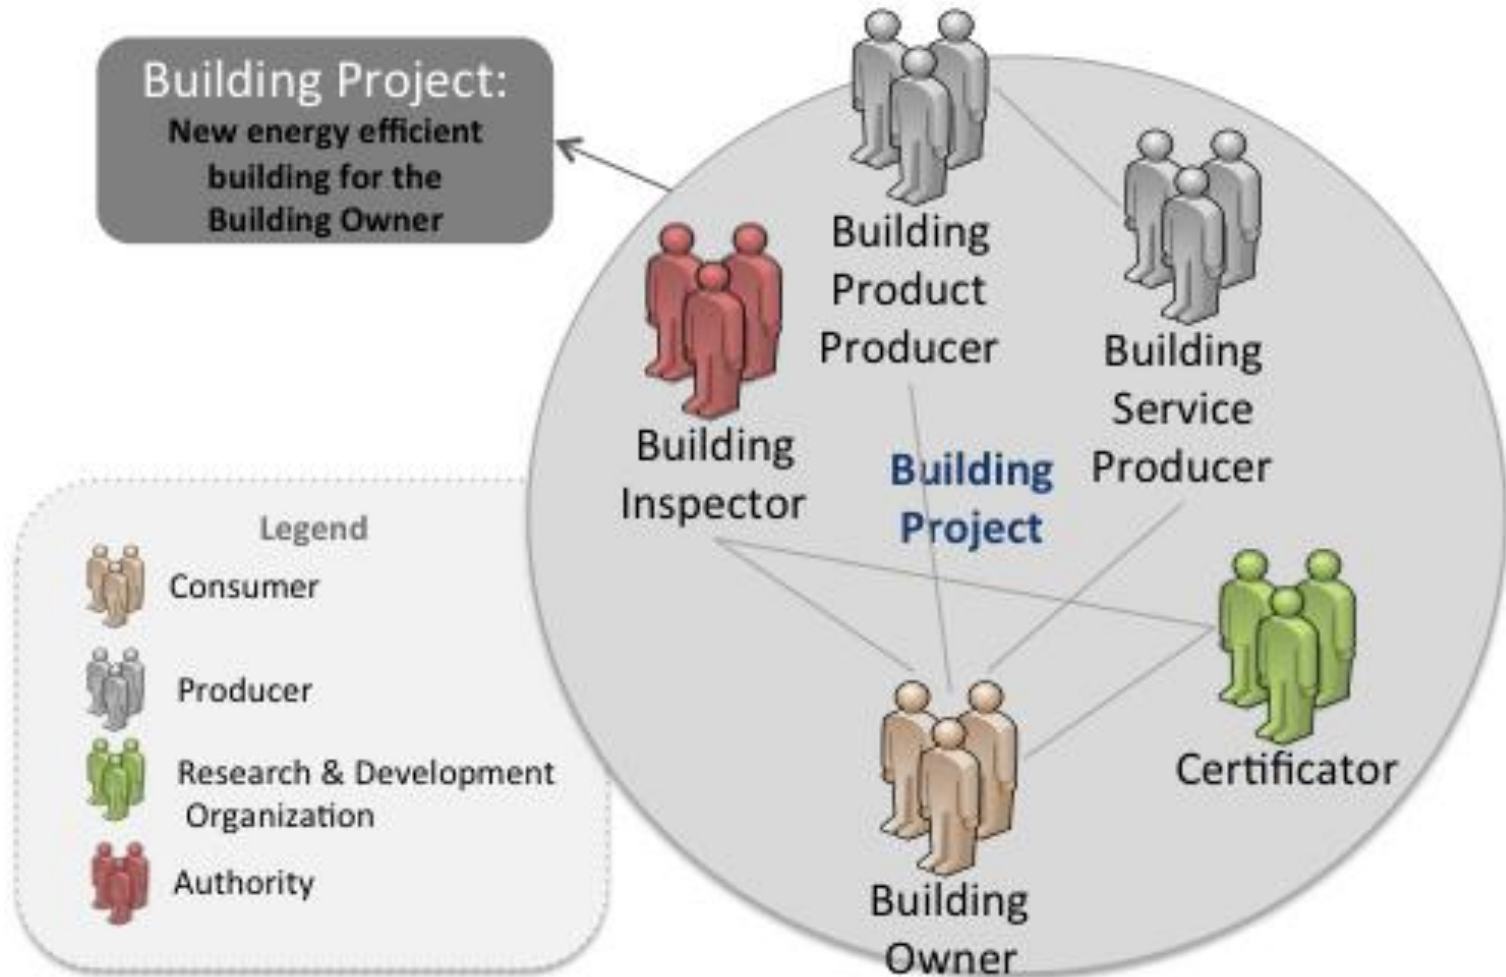 Building Project:
New energy efficient
building for the
Building Owner
Building
Product
Producer
Building
Service
Producer
Building
Inspector
Building
Project
Certificator
Building
Owner
Legend
Consumer
Producer
Research & Development
Organization
Authority